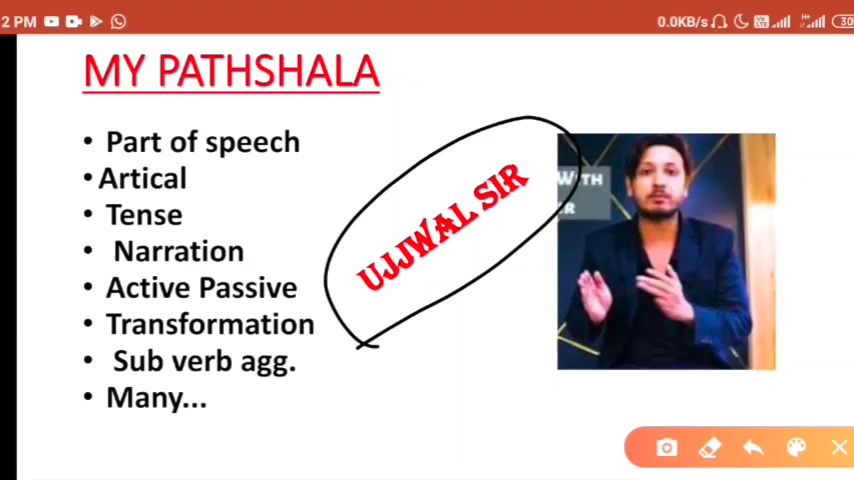 2 PM 0.0KB/s
MY PATHSHALA
• Part of speech
• Artical
• Tense
• Narration
• Active Passive
• Transformation
• Sub verb agg.
• Many...
UJJWAL SIR
WITH